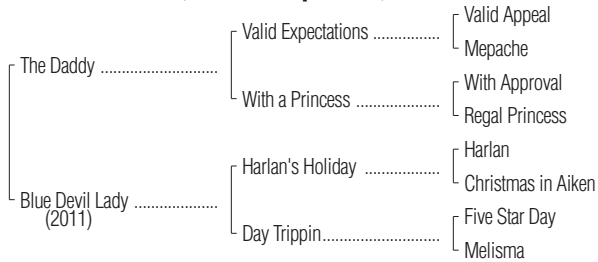 Valid Appeal
Valid Expectations ................
Mepache
The Daddy ............................
With Approval
With a Princess ....................
Regal Princess
Harlan
Harlan's Holiday ..................
Christmas in Aiken
Blue Devil Lady ....................
(2011)
Five Star Day
Day Trippin............................
Melisma